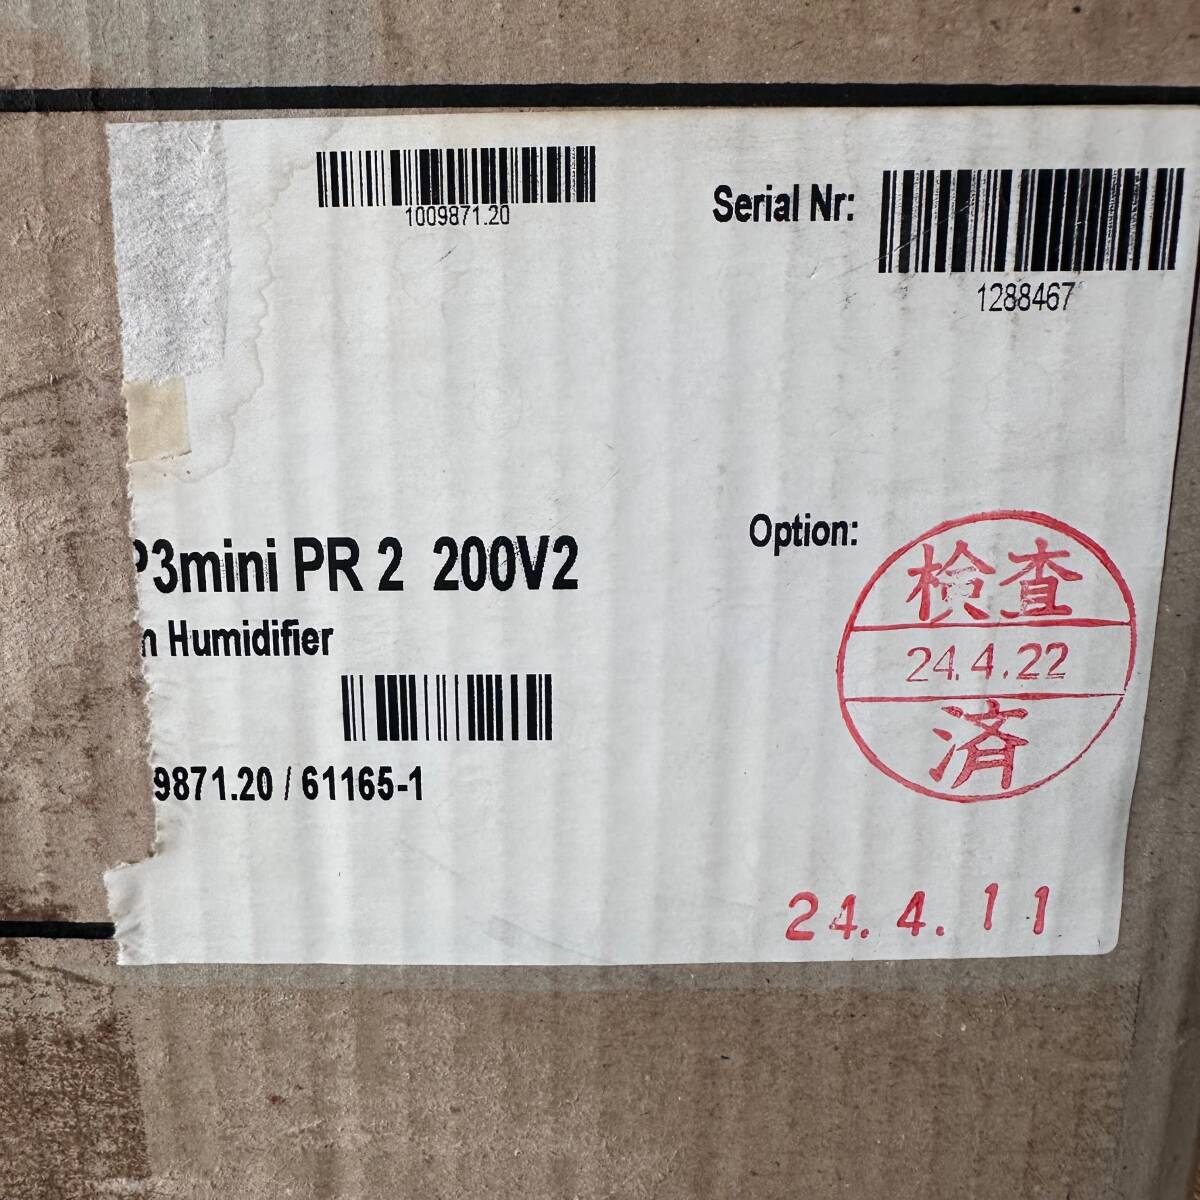 1009871.20
Serial Nr:
1288467
P3mini PR 2 200V2
Option:
Humidifier
9871.20 / 61165-1
検査
24.4.22
済
24.4.11